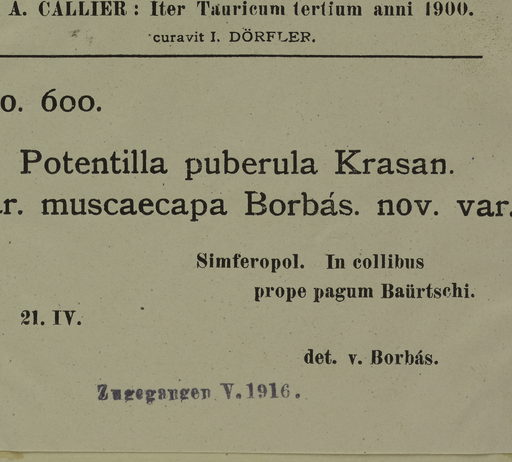 A. CALLIER: Iter Tauricum tertium anni 1900.
curavit I. DÖRFLER.
o. 600.
Potentilla puberula Krasan.
r. muscaecapa Borbás. nov. var.
Simferopol. In collibus
prope pagum Baürtschi.
21. IV.
det. v. Borbás.
Zugegangen V. 1916.